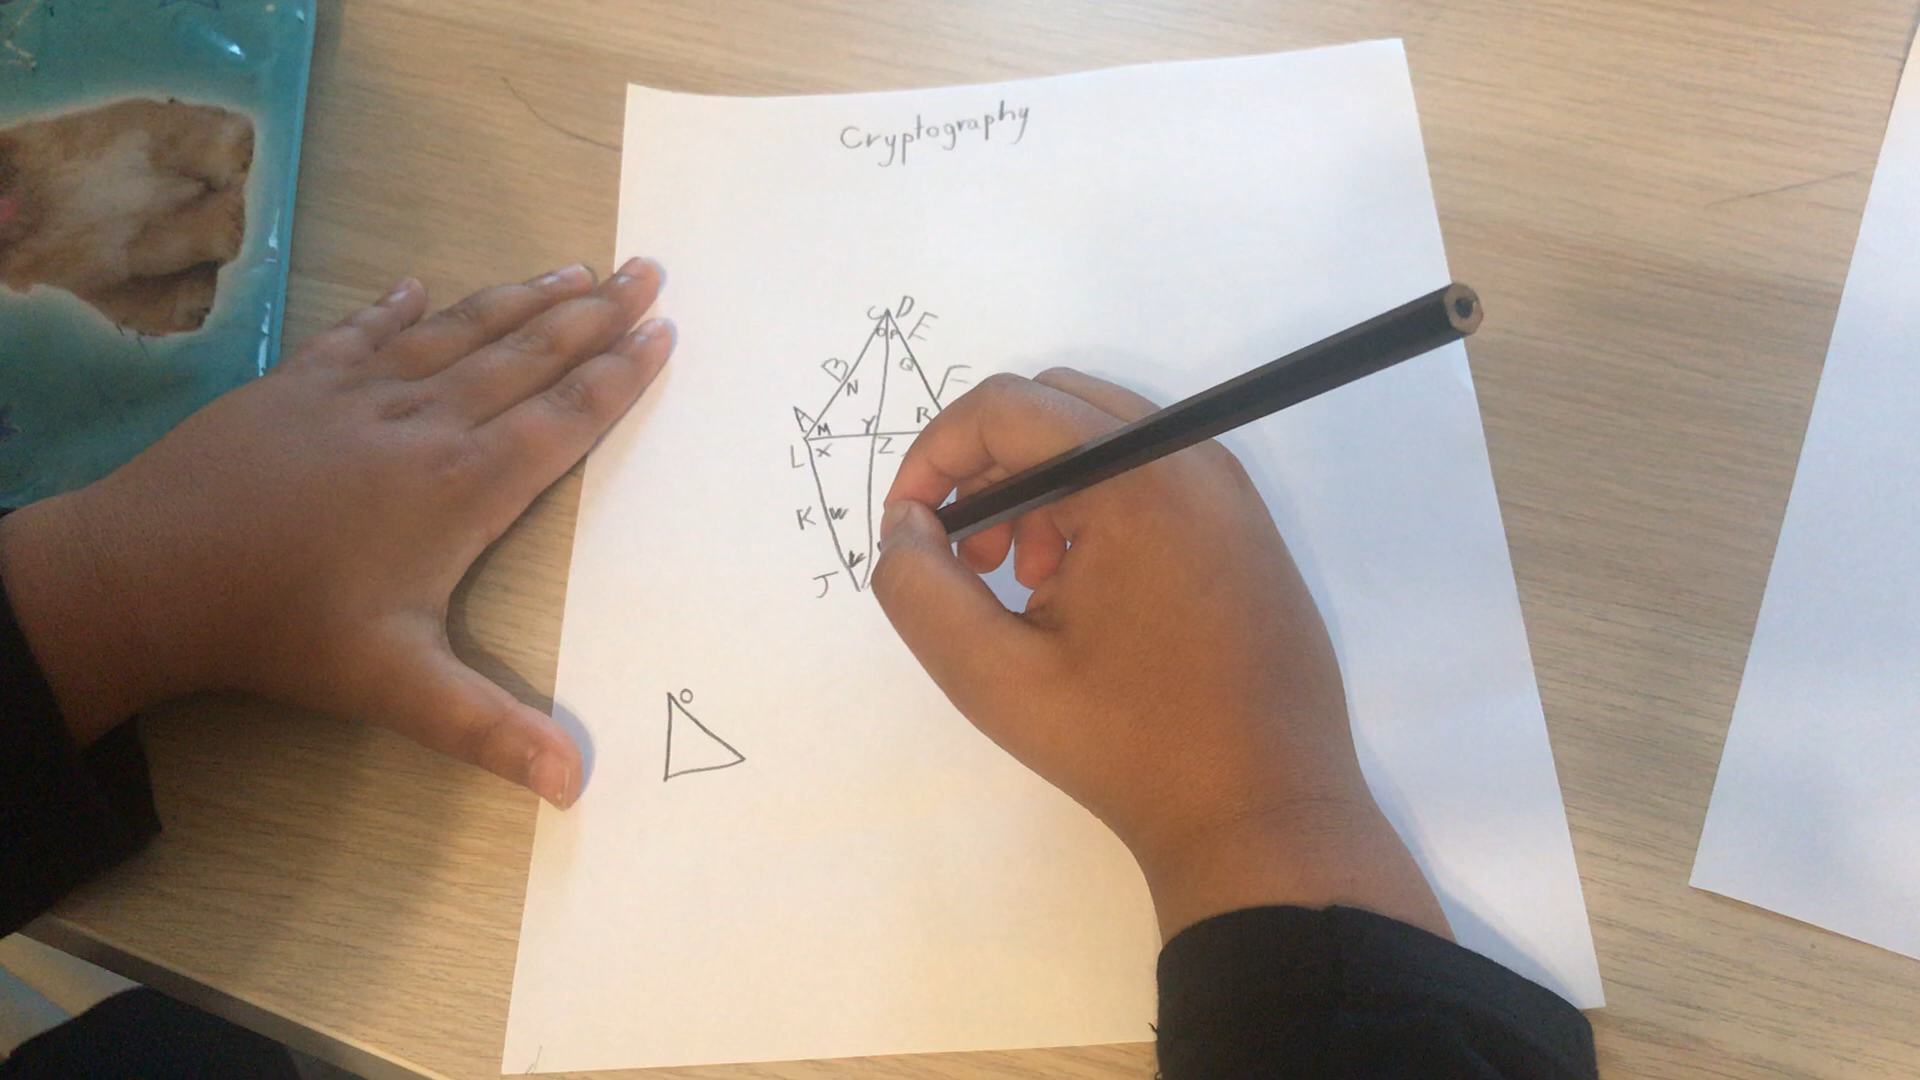 Cryptography
C D E
O P
B N Q F
A M Y R
L X Z
K W
J V
O